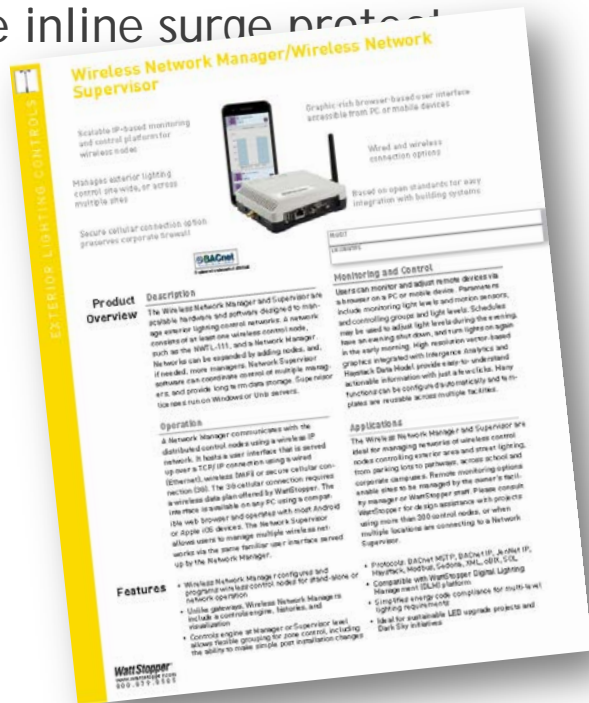 e inline surge protect
EXTERIOR LIGHTING CONTROLS
Wireless Network Manager/Wireless Network
Supervisor
Scalable IP-based monitoring
and control platform for
wireless nodes
Manages exterior lighting
control site wide, or across
multiple sites
Secure cellular connection option
preserves corporate firewall
Graphic-rich browser-based user interface
accessible from PC or mobile devices
Wired and wireless
connection options
Based on open standards for easy
integration with building systems
BACnet
PROJECT
LOCATION/TYPE
Product
Overview
Description
The Wireless Network Manager and Supervisor are
scalable hardware and software designed to man-
age exterior lighting control networks. A network
consists of at least one wireless control node,
such as the NWTL-111, and a Network Manager.
Networks can be expanded by adding nodes, and,
if needed, more managers. Network Supervisor
software can coordinate control of multiple manag-
ers, and provide long term data storage. Supervisor
licenses run on Windows or Unix servers.
Operation
A Network Manager communicates with the
distributed control nodes using a wireless IP
network. It hosts a user interface that is served
up over a TCP/IP connection using a wired
(Ethernet), wireless (WiFi) or secure cellular con-
nection (3G). The 3G cellular connection requires
a wireless data plan offered by WattStopper. The
interface is available on any PC using a compat-
ible web browser and operates with most Android
or Apple iOS devices. The Network Supervisor
allows users to manage multiple wireless net-
works via the same familiar user interface served
up by the Network Manager.
Monitoring and Control
Users can monitor and adjust remote devices via
a browser on a PC or mobile device. Parameters
include monitoring light levels and motion sensors,
and controlling groups and light levels. Schedules
may be used to adjust light levels during the evening,
have an evening shut down, and turn lights on again
in the early morning. High resolution vector-based
graphics integrated with Intergence Analytics and
Haystack Data Model provide easy-to-understand
actionable information with just a few clicks. Many
functions can be configured automatically and tem-
plates are reusable across multiple facilities.
Applications
The Wireless Network Manager and Supervisor are
ideal for managing networks of wireless control
nodes controlling exterior area and street lighting,
from parking lots to pathways, across school and
corporate campuses. Remote monitoring options
enable sites to be managed by the owner's facil-
ity manager or WattStopper staff. Please consult
WattStopper for design assistance with projects
using more than 300 control nodes, or when
multiple locations are connecting to a Network
Supervisor.
Features
• Wireless Network Manager configures and
programs wireless control nodes for stand-alone or
network operation
• Unlike gateways, Wireless Network Managers
include a controls engine, histories, and
visualization
• Controls engine at Manager or Supervisor level
allows flexible grouping for zone control, including
the ability to make simple post installation changes
• Protocols: BACnet MSTP, BACnet IP, JenNet IP,
Haystack, Modbus, Sedona, XML, oBIX, SQL
• Compatible with WattStopper Digital Lighting
Management (DLM) platform
• Simplifies energy code compliance for multi-level
lighting requirements
• Ideal for sustainable LED upgrade projects and
Dark Sky initiatives
WattStopper
www.wattstopper.com
800.879.8585